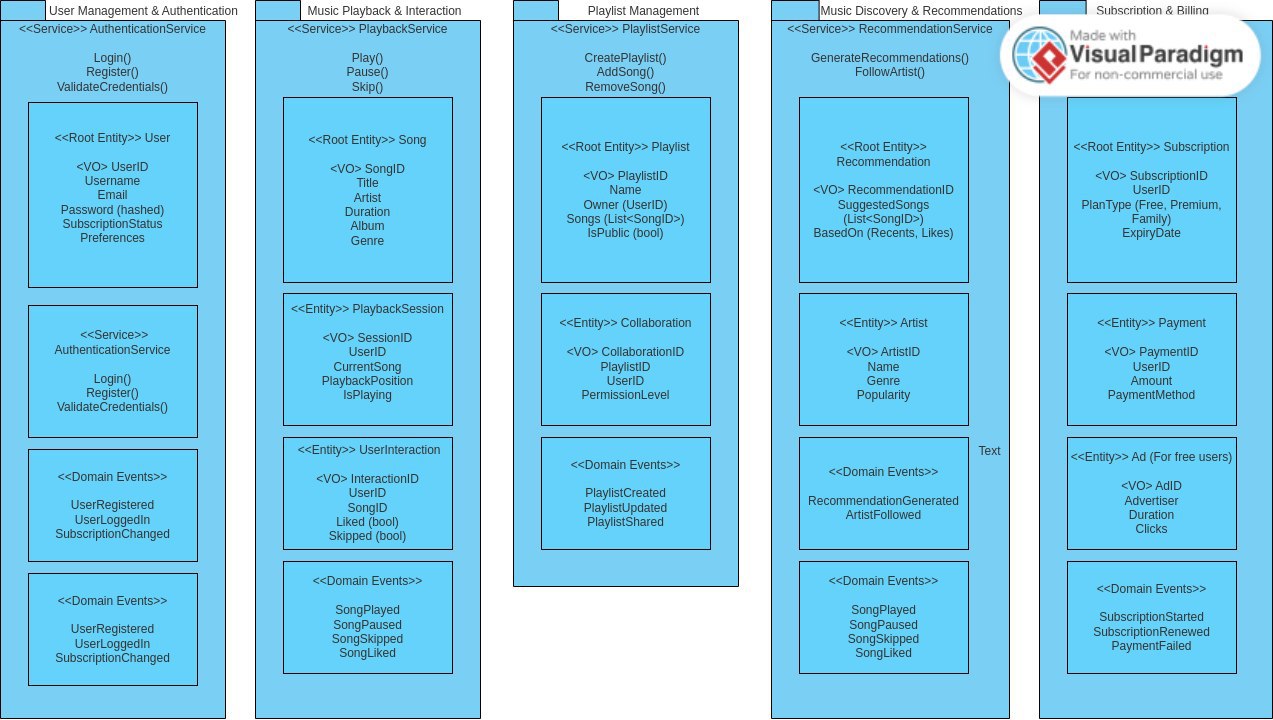 User Management & Authentication
<<Service>> AuthenticationService
Login()
Register()
ValidateCredentials()
<<Root Entity>> User
<VO> UserID
Username
Email
Password (hashed)
SubscriptionStatus
Preferences
<<Service>>
AuthenticationService
Login()
Register()
ValidateCredentials()
<<Domain Events>>
UserRegistered
UserLoggedIn
SubscriptionChanged
<<Domain Events>>
UserRegistered
UserLoggedIn
SubscriptionChanged
Music Playback & Interaction
<<Service>> PlaybackService
Play()
Pause()
Skip()
<<Root Entity>> Song
<VO> SongID
Title
Artist
Duration
Album
Genre
<<Entity>> PlaybackSession
<VO> SessionID
UserID
CurrentSong
PlaybackPosition
IsPlaying
<<Entity>> UserInteraction
<VO> InteractionID
UserID
SongID
Liked (bool)
Skipped (bool)
<<Domain Events>>
SongPlayed
SongPaused
SongSkipped
SongLiked
Playlist Management
<<Service>> PlaylistService
CreatePlaylist()
AddSong()
RemoveSong()
<<Root Entity>> Playlist
<VO> PlaylistID
Name
Owner (UserID)
Songs (List<SongID>)
IsPublic (bool)
<<Entity>> Collaboration
<VO> CollaborationID
PlaylistID
UserID
PermissionLevel
<<Domain Events>>
PlaylistCreated
PlaylistUpdated
PlaylistShared
Music Discovery & Recommendations
<<Service>> RecommendationService
GenerateRecommendations()
FollowArtist()
<<Root Entity>>
Recommendation
<VO> RecommendationID
SuggestedSongs
(List<SongID>)
BasedOn (Recents, Likes)
<<Entity>> Artist
<VO> ArtistID
Name
Genre
Popularity
<<Domain Events>>
RecommendationGenerated
ArtistFollowed
Text
<<Domain Events>>
SongPlayed
SongPaused
SongSkipped
SongLiked
Subscription & Billing
Made with
Visual Paradigm
For non-commercial use
<<Root Entity>> Subscription
<VO> SubscriptionID
UserID
PlanType (Free, Premium,
Family)
ExpiryDate
<<Entity>> Payment
<VO> PaymentID
UserID
Amount
PaymentMethod
<<Entity>> Ad (For free users)
<VO> AdID
Advertiser
Duration
Clicks
<<Domain Events>>
SubscriptionStarted
SubscriptionRenewed
PaymentFailed